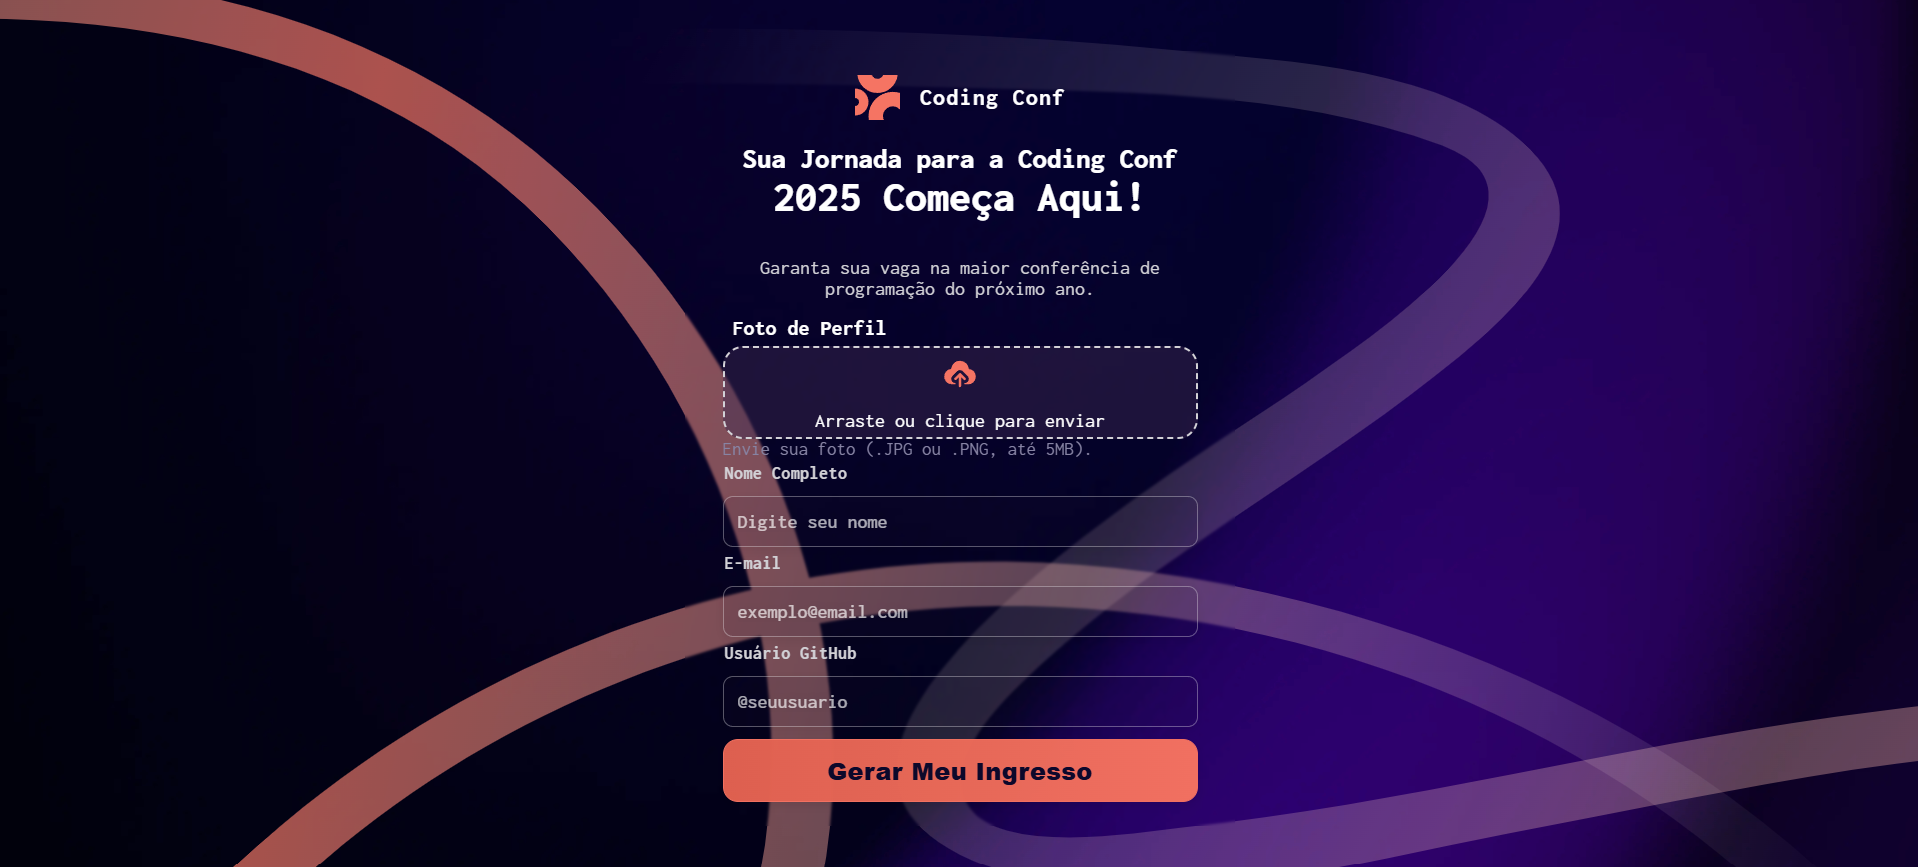 Coding Conf
Sua Jornada para a Coding Conf
2025 Começa Aqui!
Garanta sua vaga na maior conferência de
programação do próximo ano.
Foto de Perfil
Arraste ou clique para enviar
Envie sua foto (.JPG ou .PNG, até 5MB).
Nome Completo
Digite seu nome
E-mail
exemplo@email.com
Usuário GitHub
@seuusuario
Gerar Meu Ingresso